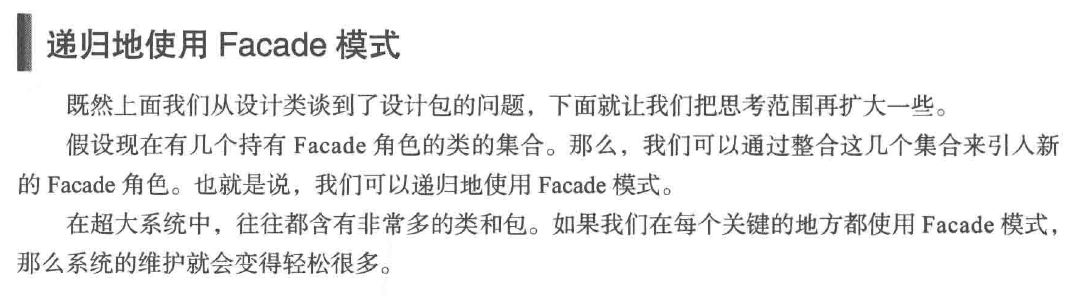 递归地使用 Facade 模式
既然上面我们从设计类谈到了设计包的问题，下面就让我们把思考范围再扩大一些。
假设现在有几个持有 Facade 角色的类的集合。那么，我们可以通过整合这几个集合来引入新
的 Facade 角色。也就是说，我们可以递归地使用 Facade 模式。
在超大系统中，往往都含有非常多的类和包。如果我们在每个关键的地方都使用 Facade 模式，
那么系统的维护就会变得轻松很多。